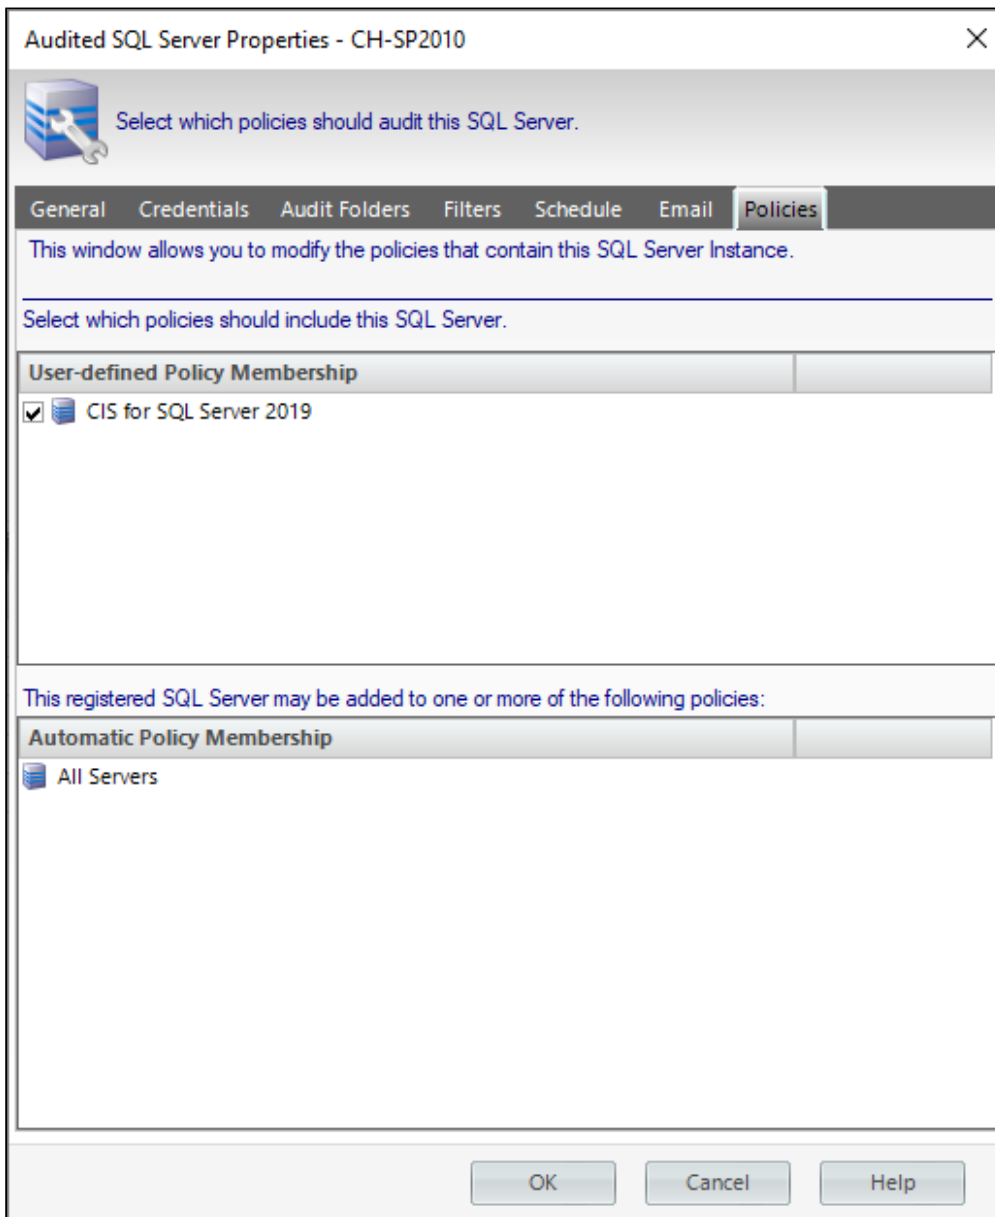 Audited SQL Server Properties - CH-SP2010
Select which policies should audit this SQL Server.
General Credentials Audit Folders Filters Schedule Email Policies
This window allows you to modify the policies that contain this SQL Server Instance.
Select which policies should include this SQL Server.
User-defined Policy Membership
CIS for SQL Server 2019
This registered SQL Server may be added to one or more of the following policies:
Automatic Policy Membership
All Servers
OK Cancel Help